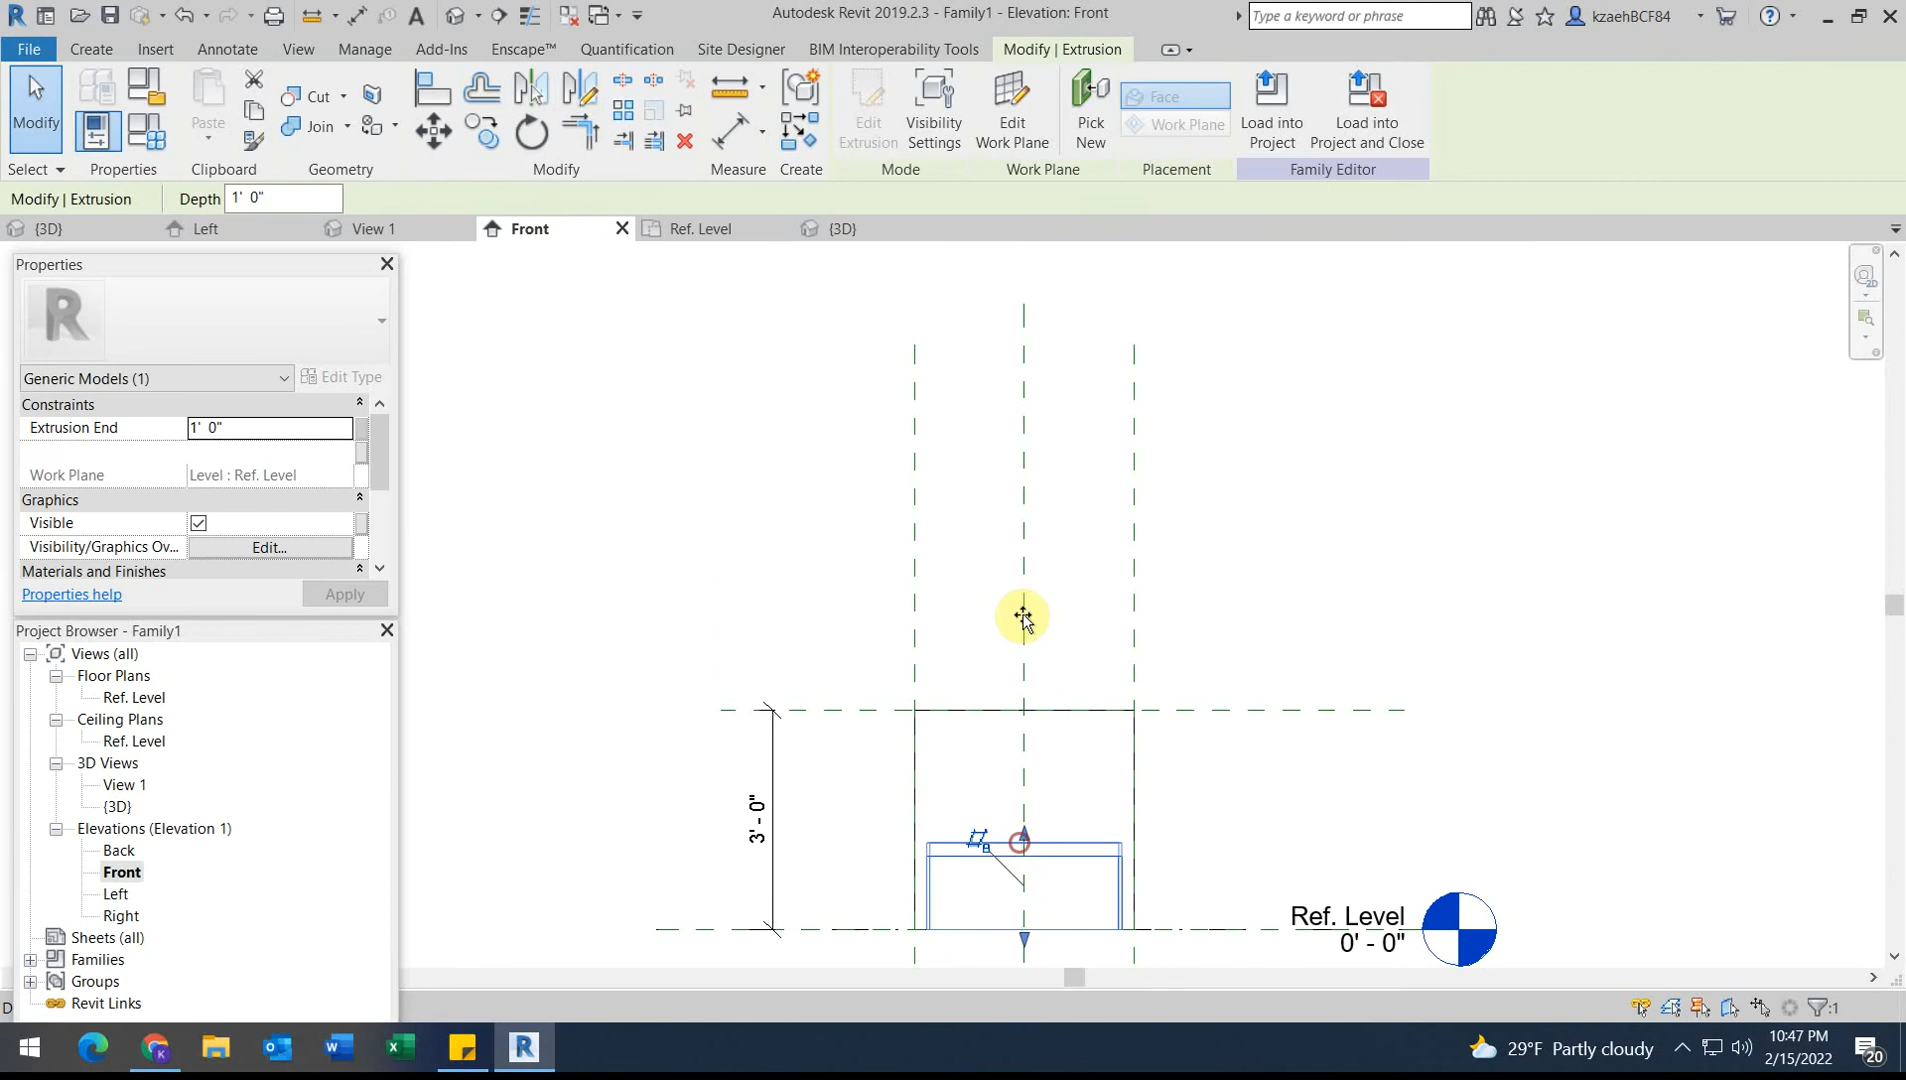 Autodesk Revit 2019.2.3 - Family1 - Elevation: Front
Type a keyword or phrase
kzaehBCF84
File Create Insert Annotate View Manage Add-Ins Enscape™ Quantification Site Designer BIM Interoperability Tools Modify | Extrusion
Modify
Paste
Cut
Join
Edit
Extrusion
Visibility
Settings
Edit
Work Plane
Pick
New
Face
Work Plane
Load into
Project
Load into
Project and Close
Select Properties Clipboard Geometry Modify Measure Create Mode Work Plane Placement Family Editor
Modify | Extrusion Depth 1' 0"
{3D} Left View 1 Front Ref. Level {3D}
Properties
R
Generic Models (1) Edit Type
Constraints
Extrusion End 1' 0"
Work Plane Level : Ref. Level
Graphics
Visible
Visibility/Graphics Ov... Edit...
Materials and Finishes
Properties help Apply
Project Browser - Family1
Views (all)
Floor Plans
Ref. Level
Ceiling Plans
Ref. Level
3D Views
View 1
{3D}
Elevations (Elevation 1)
Back
Front
Left
Right
Sheets (all)
Families
Groups
Revit Links
2D
3' - 0"
Ref. Level
0' - 0"
D
:1
29°F Partly cloudy
10:47 PM
2/15/2022
20